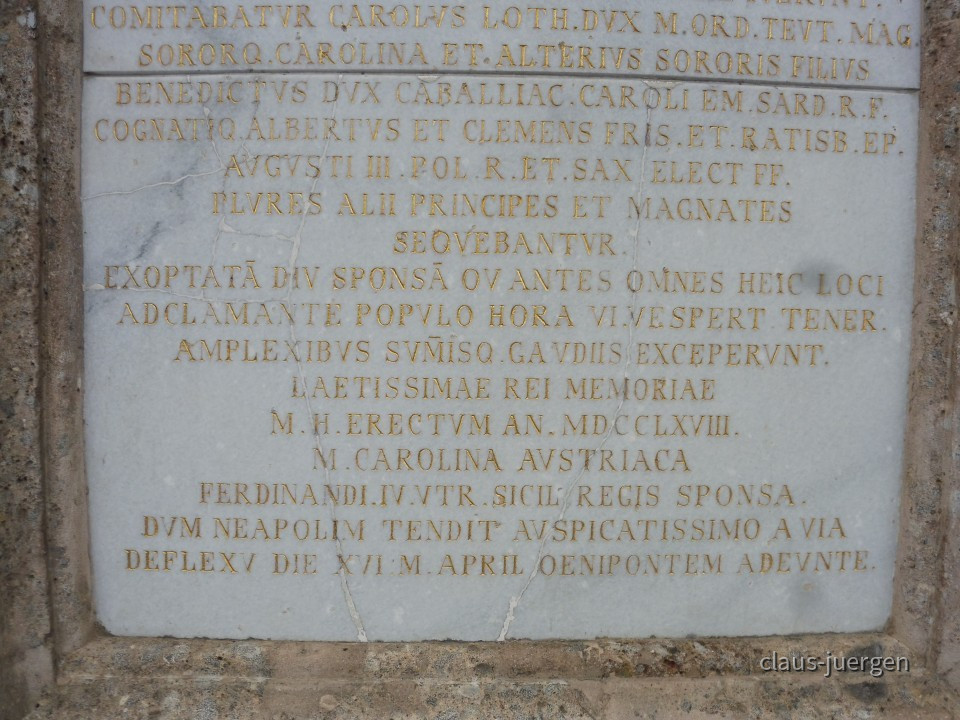 COMITABATVR CAROLVS LOTH.DVX M.ORD.TEVT.MAG.
SORORQ.CAROLINA ET.ALTERIVS SORORIS FILIVS
BENEDICTVS DVX CABALLIAC.CAROLI EM.SARD.R.F.
COGNATIQ.ALBERTVS ET CLEMENS FRIS.ET.RATISB.EP.
AVGVSTI III.POL.R.ET.SAX ELECT FF.
PLVRES ALII PRINCIPES ET MAGNATES
SEQVEBANTVR.
EXOPTATĀ DIV SPONSĀ OVANTES OMNES HEIC LOCI
ADCLAMANTE POPVLO HORA VI.VESPERT.TENER.
AMPLEXIBVS SVM̄ISQ.GAVDIIS EXCEPERVNT.
LAETISSIMAE REI MEMORIAE
M.H.ERECTVM AN.MDCCLXVIII.
M.CAROLINA AVSTRIACA
FERDINANDI.IV.VTR.SICIL REGIS SPONSA.
DVM NEAPOLIM TENDIT AVSPICATISSIMO A VIA
DEFLEXV DIE XVI.M.APRIL OENIPONTEM ADEVNTE.
claus-juergen